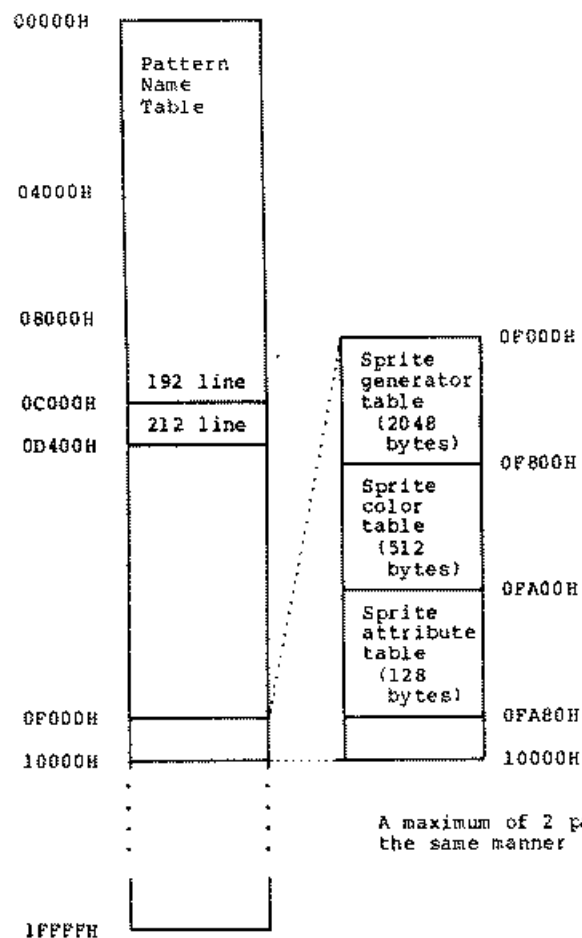 00000H
Pattern
Name
Table
04000H
08000H
192 line
0C000H
212 line
0D400H
0F000H
10000H
1FFFFH
0F000H
Sprite
generator
table
(2048
bytes)
0F800H
Sprite
color
table
(512
bytes)
0FA00H
Sprite
attribute
table
(128
bytes)
0FA80H
10000H
A maximum of 2 p
the same manner